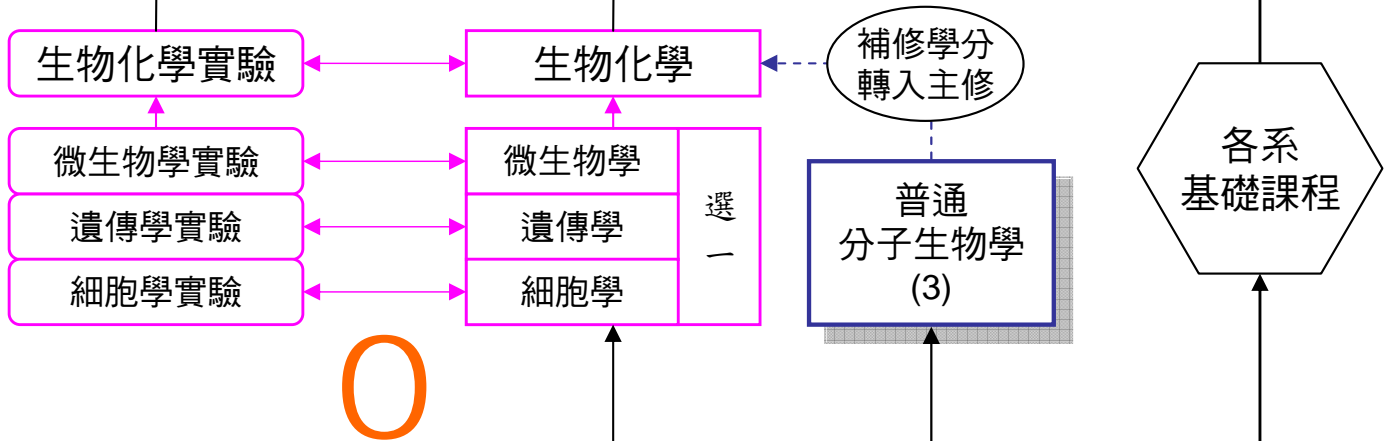 生物化學實驗
生物化學
補修學分
轉入主修
微生物學實驗
微生物學
遺傳學實驗
遺傳學
細胞學實驗
細胞學
選
一
普通
分子生物學
(3)
各系
基礎課程
O